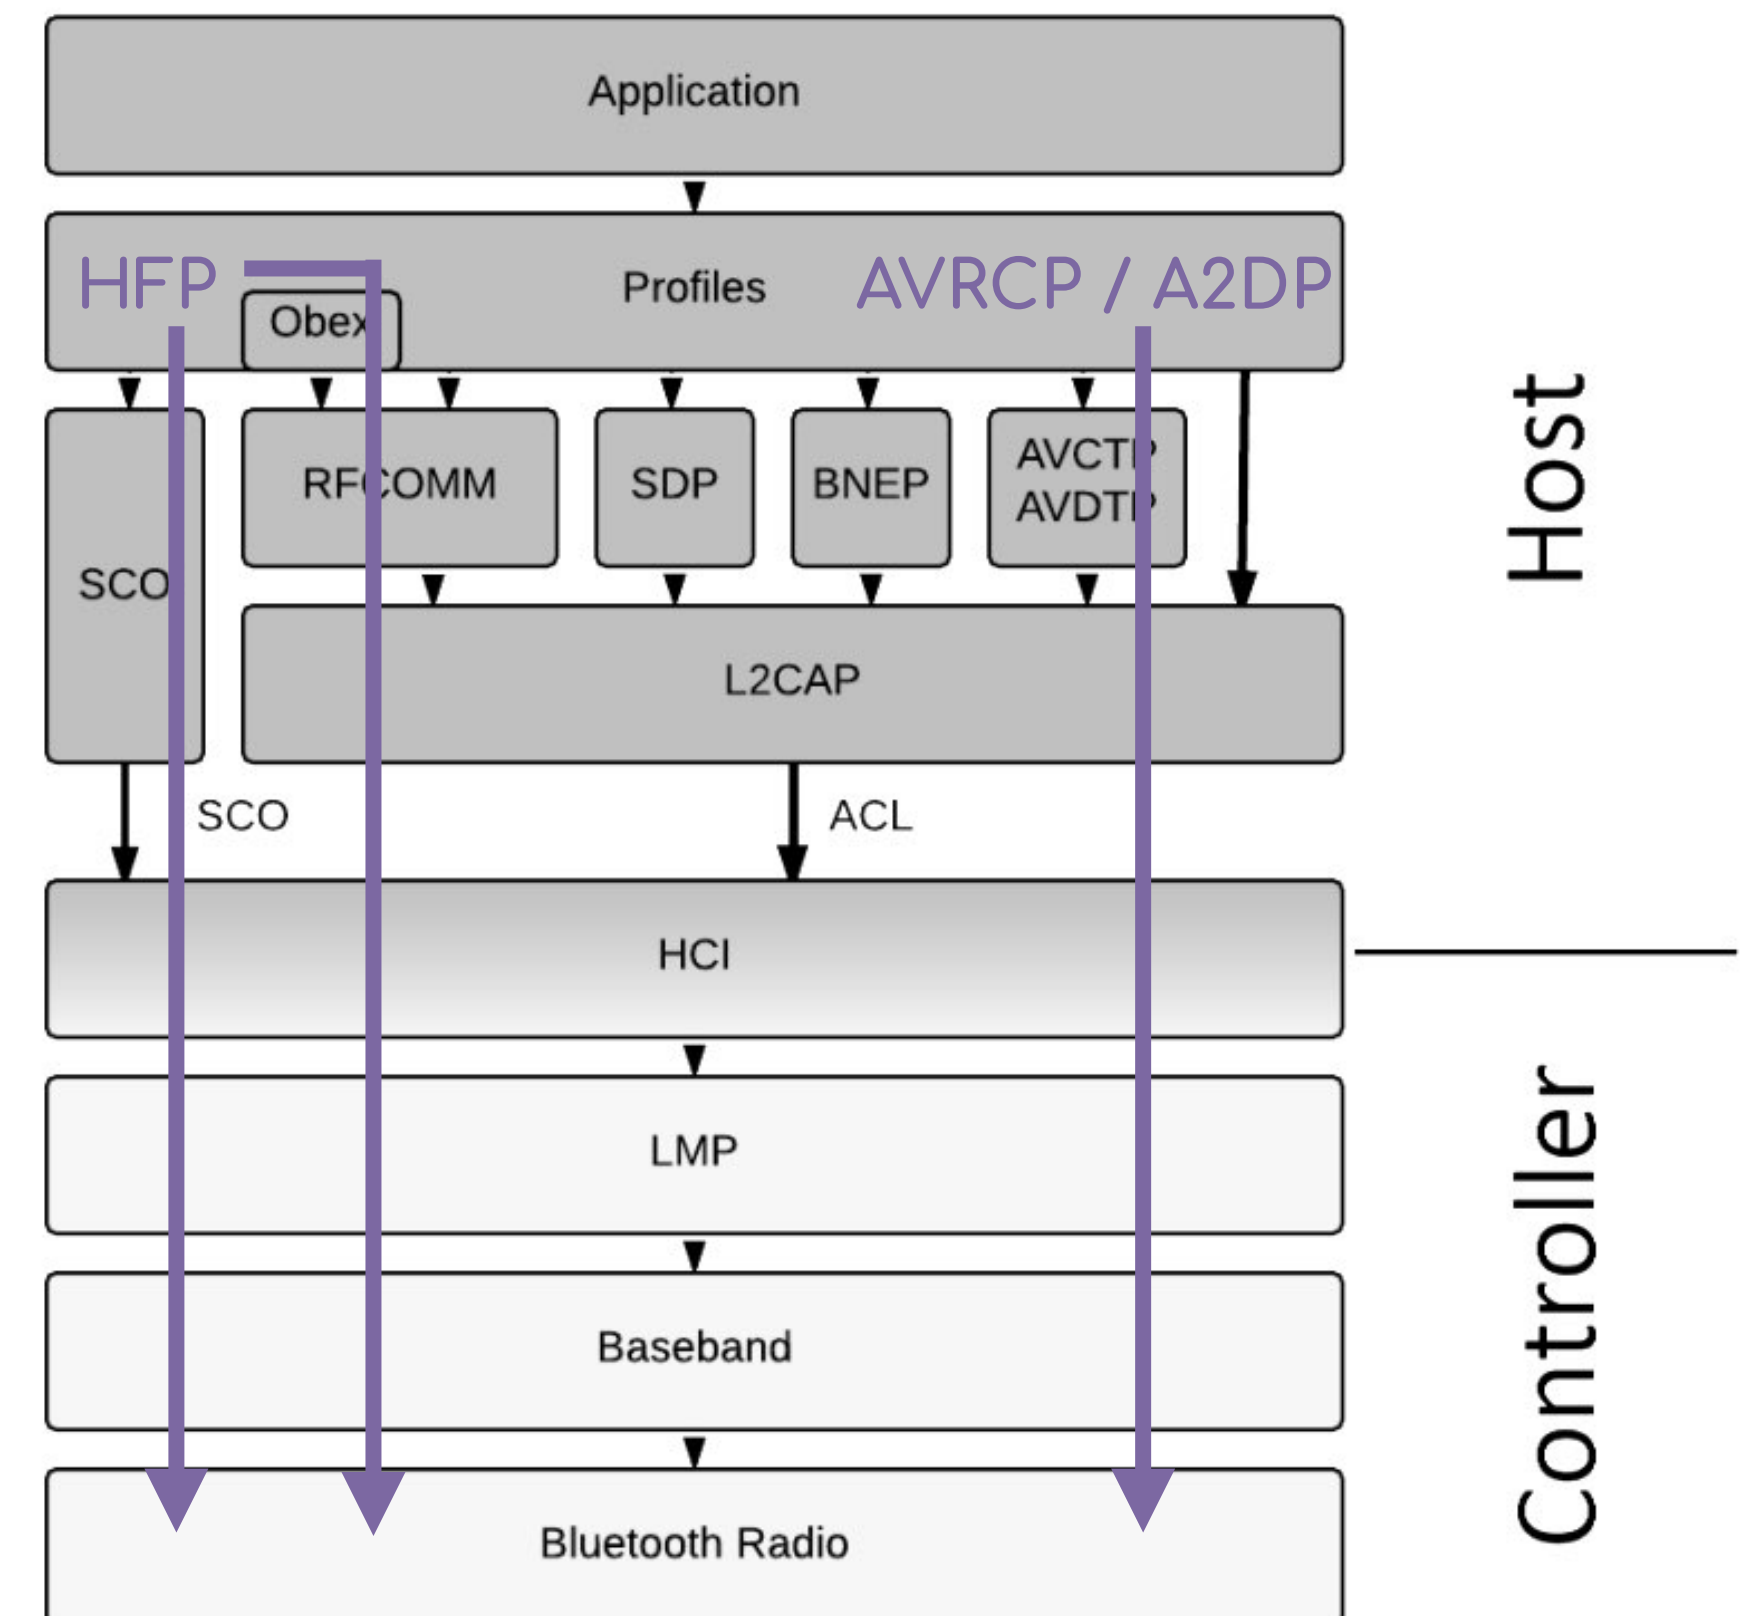 Application
HFP
Profiles
AVRCP / A2DP
Obex
SCO
RFCOMM
SDP
BNEP
AVCTP
AVDTP
L2CAP
SCO
ACL
HCI
LMP
Baseband
Bluetooth Radio
Host
Controller